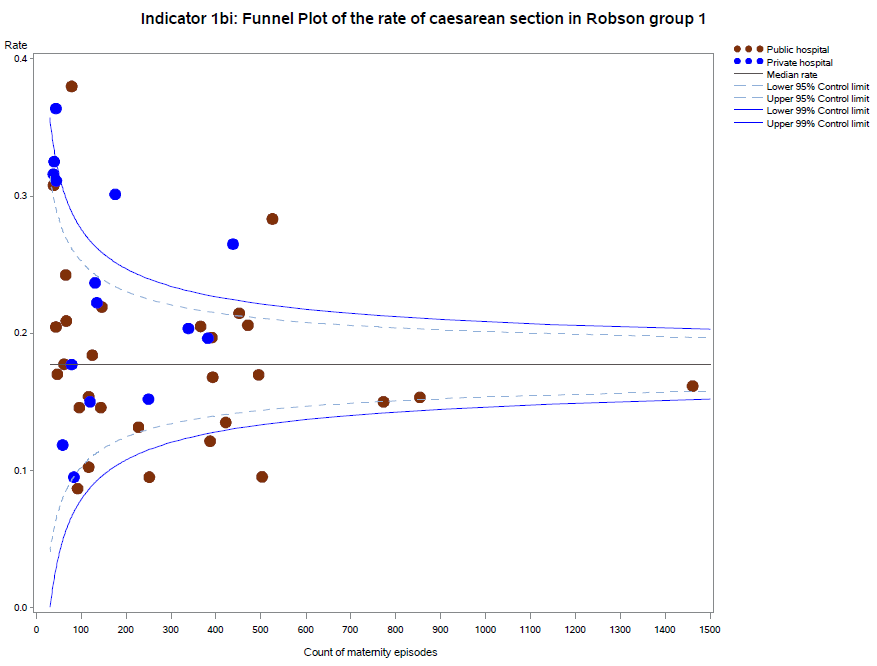 Indicator 1bi: Funnel Plot of the rate of caesarean section in Robson group 1
Rate
0.4
0.3
0.2
0.1
0.0
0 100 200 300 400 500 600 700 800 900 1000 1100 1200 1300 1400 1500
Count of maternity episodes
Public hospital
Private hospital
Median rate
Lower 95% Control limit
Upper 95% Control limit
Lower 99% Control limit
Upper 99% Control limit